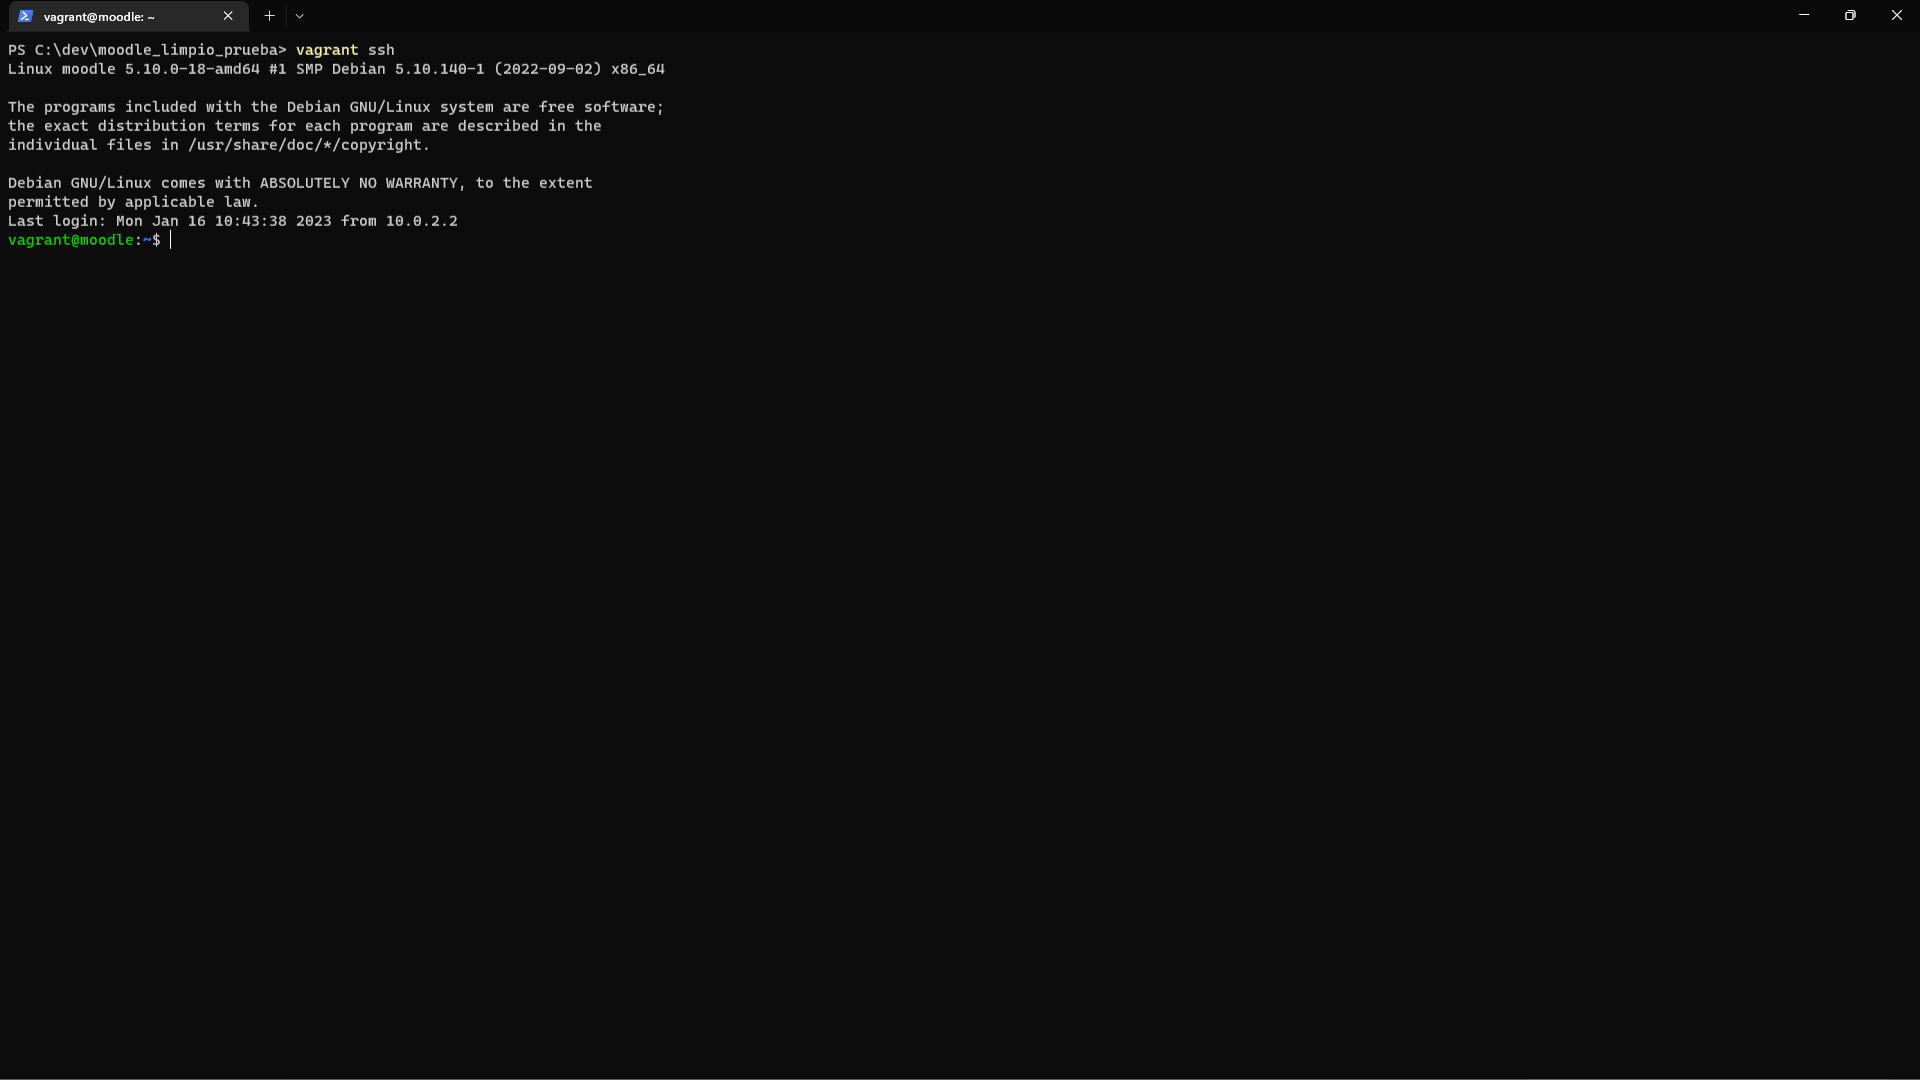 vagrant@moodle: ~
PS C:\dev\moodle_limpio_prueba> vagrant ssh
Linux moodle 5.10.0-18-amd64 #1 SMP Debian 5.10.140-1 (2022-09-02) x86_64
The programs included with the Debian GNU/Linux system are free software;
the exact distribution terms for each program are described in the
individual files in /usr/share/doc/*/copyright.
Debian GNU/Linux comes with ABSOLUTELY NO WARRANTY, to the extent
permitted by applicable law.
Last login: Mon Jan 16 10:43:38 2023 from 10.0.2.2
vagrant@moodle:~$